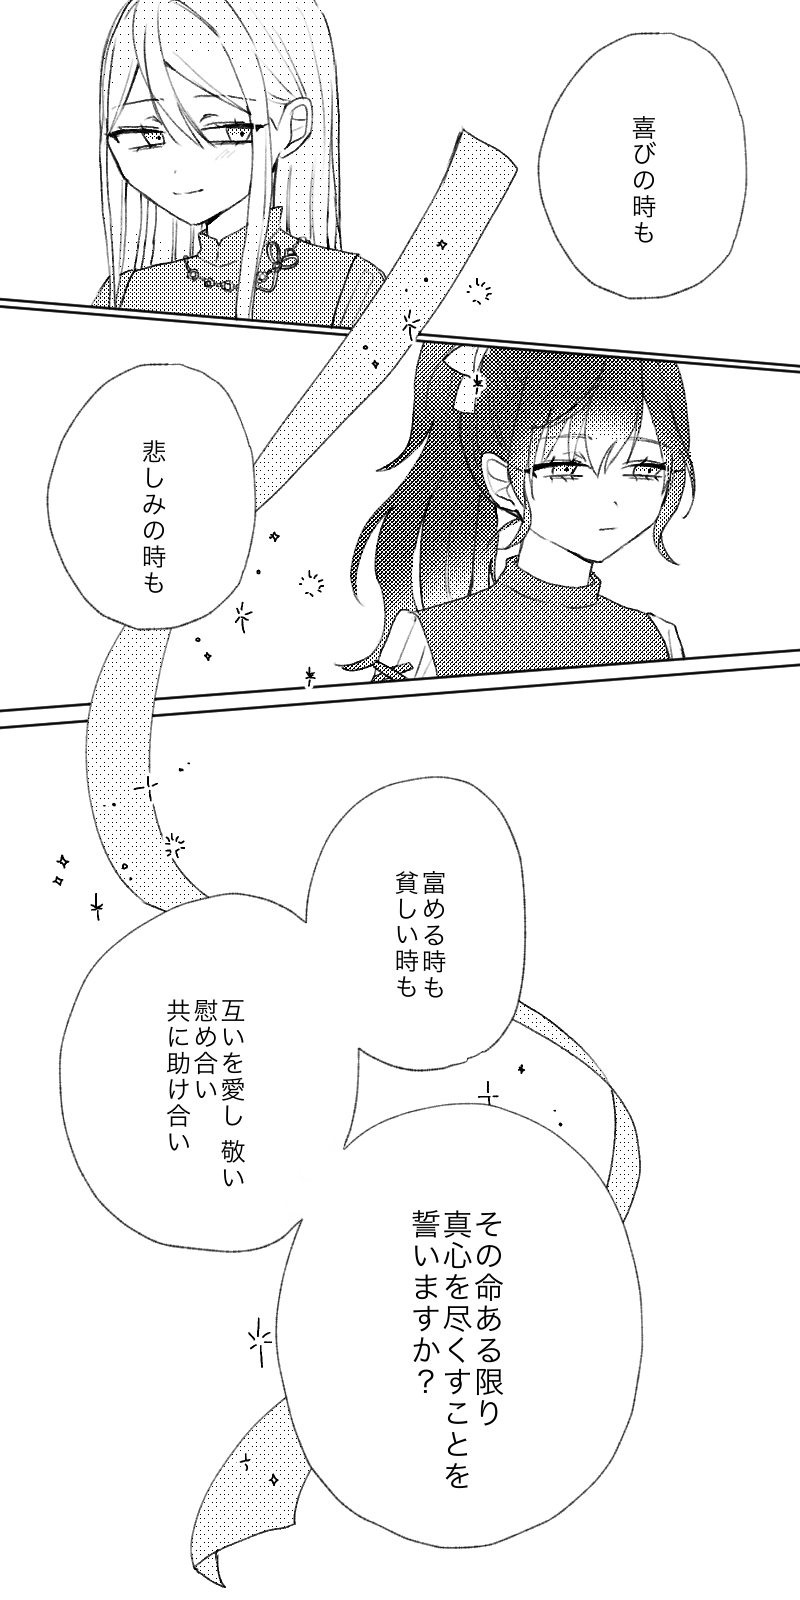 喜びの時も
悲しみの時も
富める時も
貧しい時も
互いを愛し 敬い
慰め合い
共に助け合い
その命ある限り
真心を尽くすことを
誓いますか？